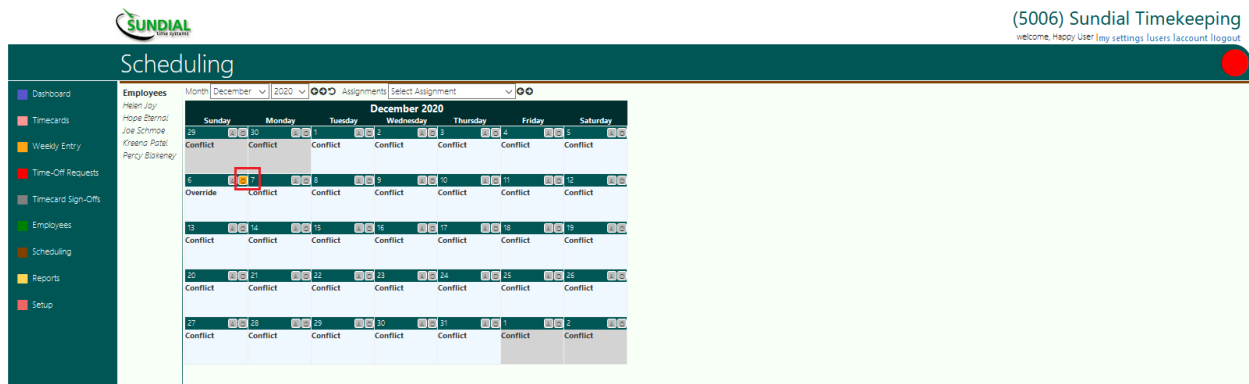 SUNDIAL
time systems
(5006) Sundial Timekeeping
welcome, Happy User |my settings |users |account |logout
Scheduling
Dashboard
Timecards
Weekly Entry
Time-Off Requests
Timecard Sign-Offs
Employees
Scheduling
Reports
Setup
Employees
Helen Joy
Hope Eternal
Joe Schmoe
Kreena Patel
Percy Blakeney
Month December 2020 Assignments Select Assignment
December 2020
Sunday Monday Tuesday Wednesday Thursday Friday Saturday
29 30 1 2 3 4 5
Conflict Conflict Conflict Conflict Conflict Conflict Conflict
6 7 8 9 10 11 12
Override Conflict Conflict Conflict Conflict Conflict Conflict
13 14 15 16 17 18 19
Conflict Conflict Conflict Conflict Conflict Conflict Conflict
20 21 22 23 24 25 26
Conflict Conflict Conflict Conflict Conflict Conflict Conflict
27 28 29 30 31 1 2
Conflict Conflict Conflict Conflict Conflict Conflict Conflict